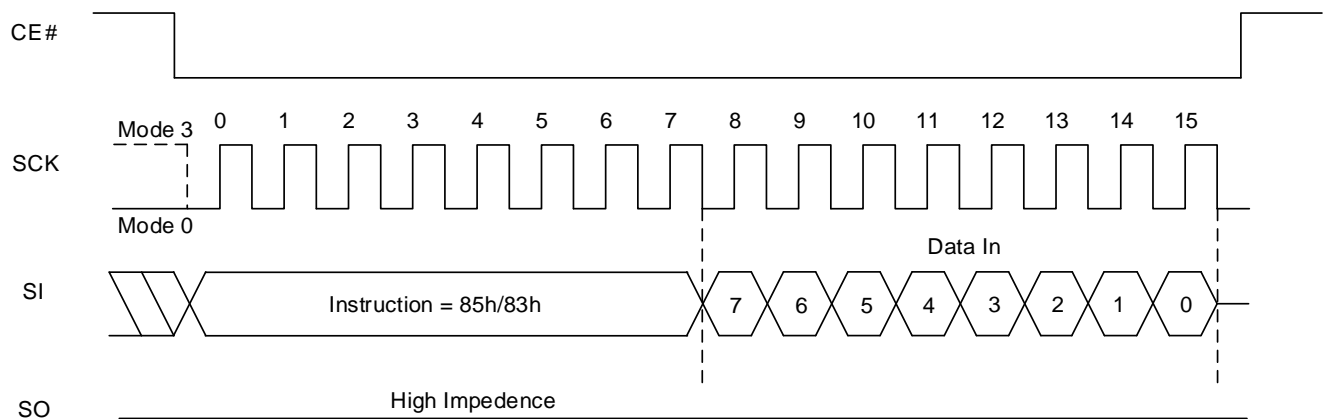 CE#
Mode 3 0 1 2 3 4 5 6 7 8 9 10 11 12 13 14 15
SCK
Mode 0
Data In
SI Instruction = 85h/83h 7 6 5 4 3 2 1 0
High Impedence
SO